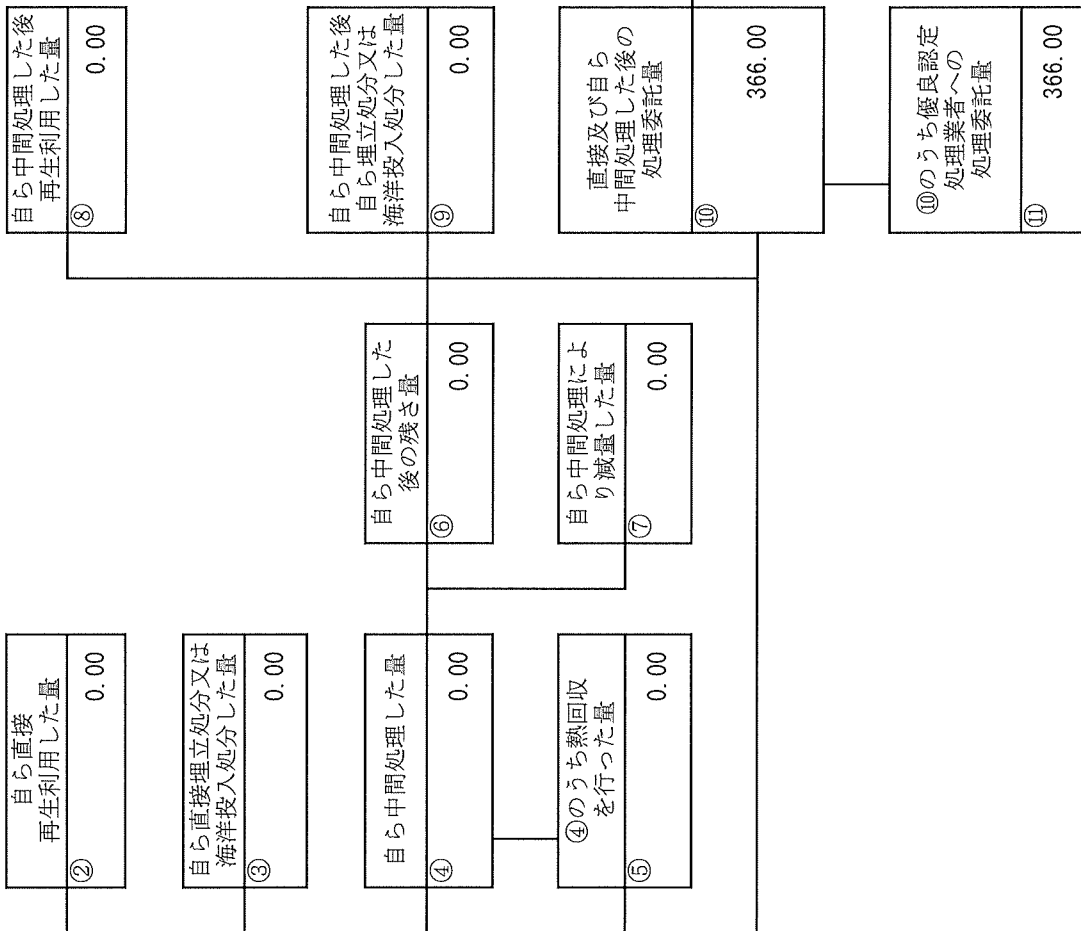 自ら直接
再生利用した量
②
0.00
自ら直接埋立処分又は
海洋投入処分した量
③
0.00
自ら中間処理した量
④
0.00
④のうち熱回収
を行った量
⑤
0.00
自ら中間処理した
後の残さ量
⑥
0.00
自ら中間処理によ
り減量した量
⑦
0.00
自ら中間処理した後
再生利用した量
⑧
0.00
自ら中間処理した後
自ら埋立処分又は
海洋投入処分した量
⑨
0.00
直接及び自ら
中間処理した後の
処理委託量
⑩
366.00
⑩のうち優良認定
処理業者への
処理委託量
⑪
366.00